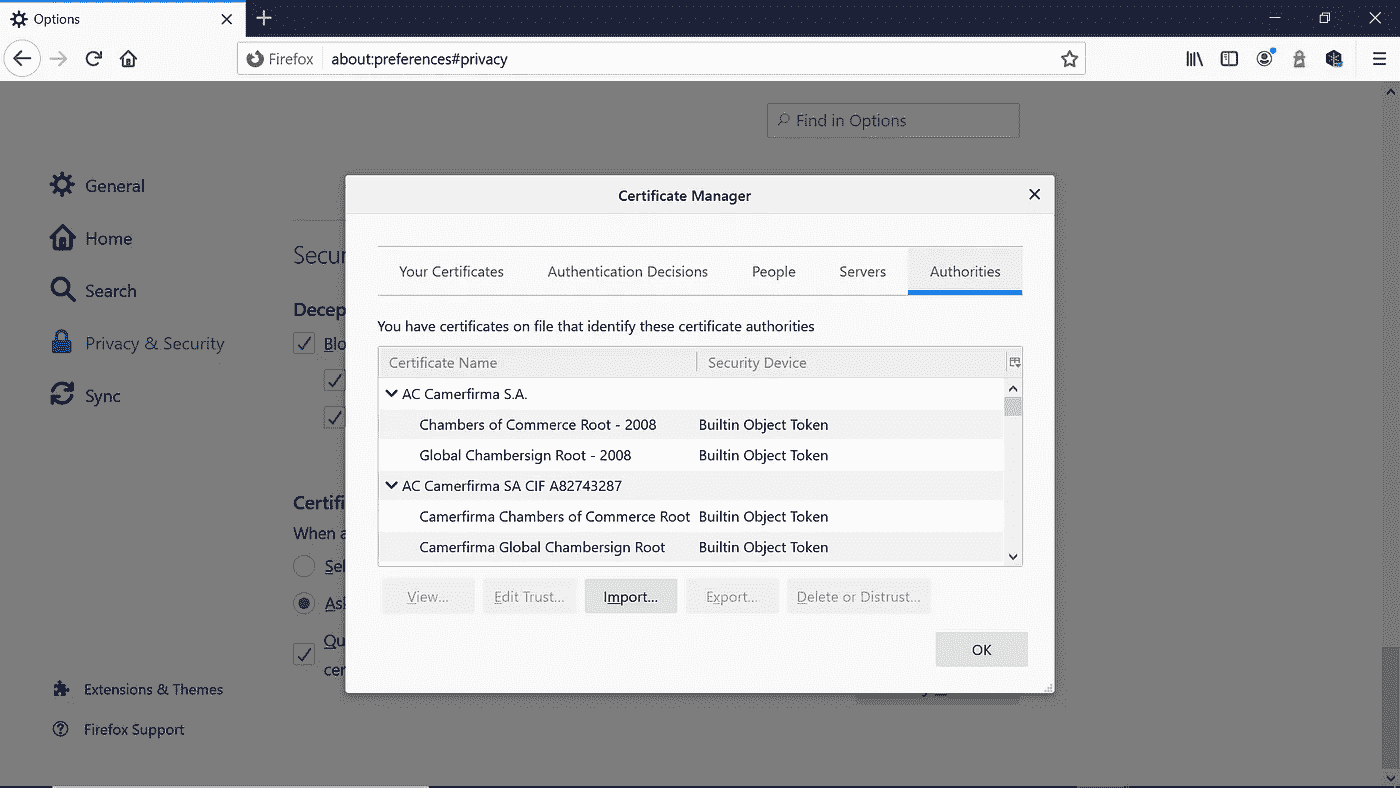 Options
Firefox about:preferences#privacy
Find in Options
General
Home
Search
Privacy & Security
Sync
Extensions & Themes
Firefox Support
Secur
Decep
Blo
Certifi
When a
Sel
Ask
Qu
cer
Certificate Manager
Your Certificates Authentication Decisions People Servers Authorities
You have certificates on file that identify these certificate authorities
Certificate Name Security Device
AC Camerfirma S.A.
Chambers of Commerce Root - 2008 Builtin Object Token
Global Chambersign Root - 2008 Builtin Object Token
AC Camerfirma SA CIF A82743287
Camerfirma Chambers of Commerce Root Builtin Object Token
Camerfirma Global Chambersign Root Builtin Object Token
View... Edit Trust... Import... Export... Delete or Distrust...
OK